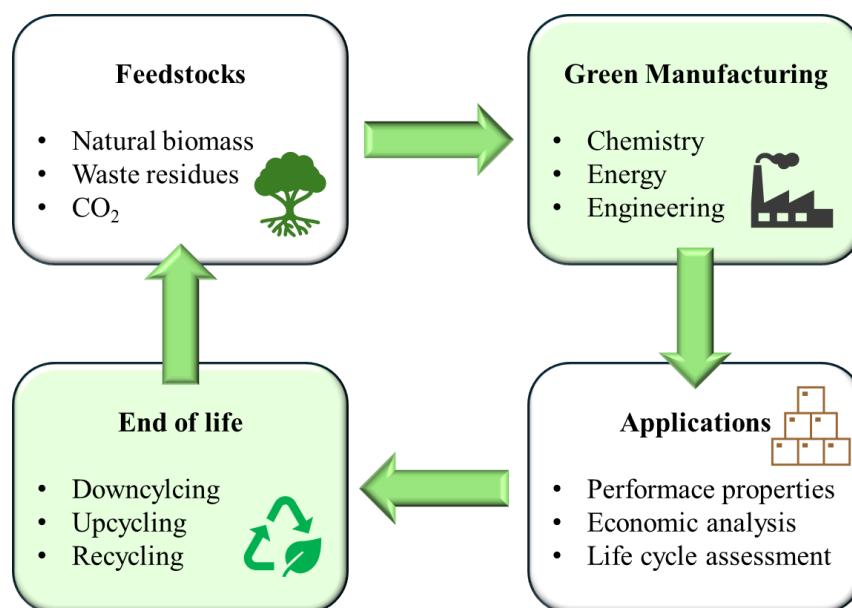 Feedstocks
• Natural biomass
• Waste residues
• CO₂
Green Manufacturing
• Chemistry
• Energy
• Engineering
End of life
• Downcylcing
• Upcycling
• Recycling
Applications
• Performace properties
• Economic analysis
• Life cycle assessment